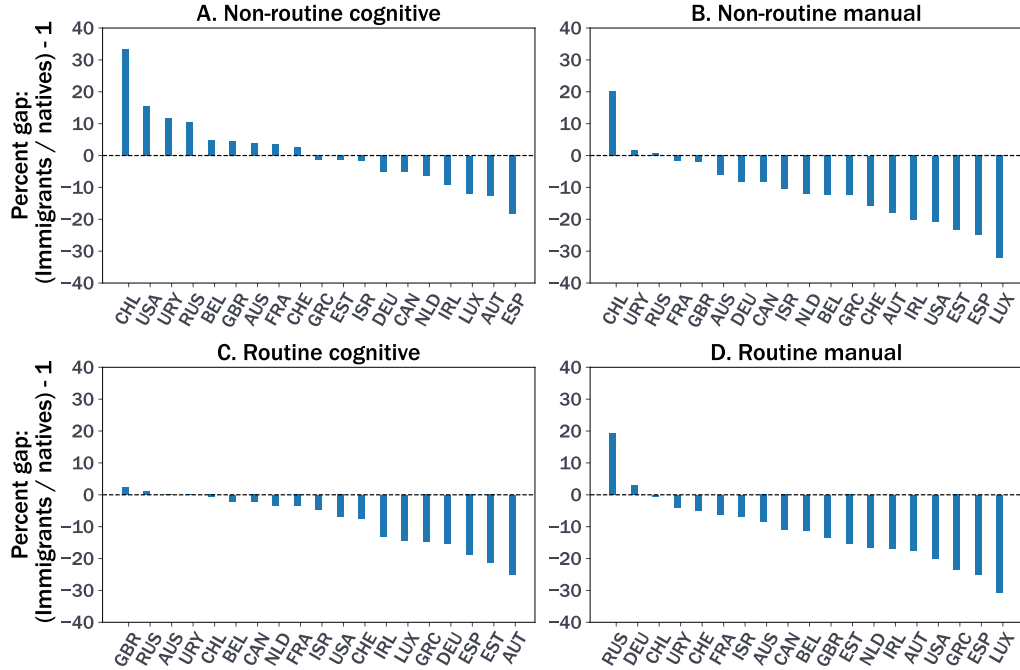 A. Non-routine cognitive
Percent gap:
(Immigrants / natives) - 1
40
30
20
10
0
−10
−20
−30
−40
CHL
USA
URY
RUS
BEL
GBR
AUS
FRA
CHE
GRC
EST
ISR
DEU
CAN
NLD
IRL
LUX
AUT
ESP
B. Non-routine manual
40
30
20
10
0
−10
−20
−30
−40
CHL
URY
RUS
FRA
GBR
AUS
DEU
CAN
ISR
NLD
BEL
GRC
CHE
AUT
IRL
USA
EST
ESP
LUX
C. Routine cognitive
Percent gap:
(Immigrants / natives) - 1
40
30
20
10
0
−10
−20
−30
−40
GBR
RUS
AUS
URY
CHL
BEL
CAN
NLD
FRA
ISR
USA
CHE
IRL
LUX
GRC
DEU
ESP
EST
AUT
D. Routine manual
40
30
20
10
0
−10
−20
−30
−40
RUS
DEU
CHL
URY
CHE
FRA
ISR
AUS
CAN
BEL
GBR
EST
NLD
IRL
AUT
USA
GRC
ESP
LUX